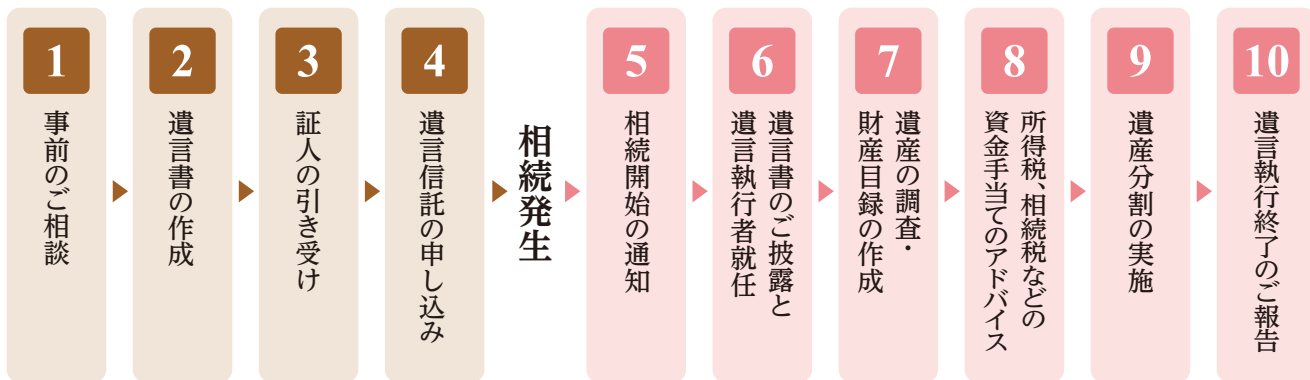 1
事前のご相談
2
遺言書の作成
3
証人の引き受け
4
遺言信託の申し込み
相続発生
5
相続開始の通知
6
遺言書のご披露と
遺言執行者就任
7
遺産の調査・
財産目録の作成
8
所得税、相続税などの
資金手当てのアドバイス
9
遺産分割の実施
10
遺言執行終了のご報告